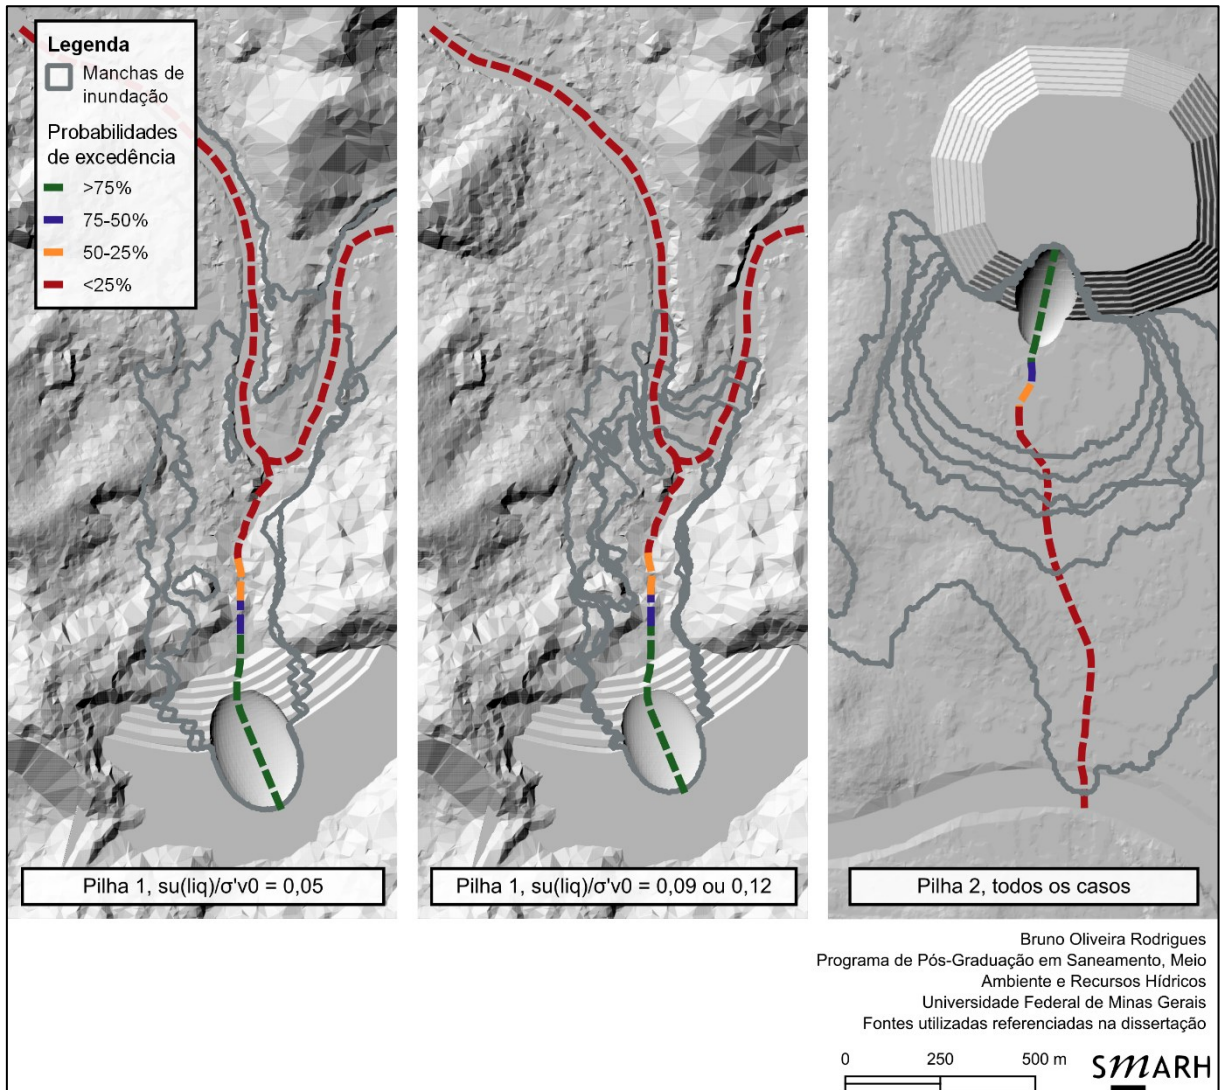 Legenda
Manchas de
inundação
Probabilidades
de excedência
>75%
75-50%
50-25%
<25%
Pilha 1, su(liq)/σ'v0 = 0,05
Pilha 1, su(liq)/σ'v0 = 0,09 ou 0,12
Pilha 2, todos os casos
Bruno Oliveira Rodrigues
Programa de Pós-Graduação em Saneamento, Meio
Ambiente e Recursos Hídricos
Universidade Federal de Minas Gerais
Fontes utilizadas referenciadas na dissertação
0 250 500 m
SMARH